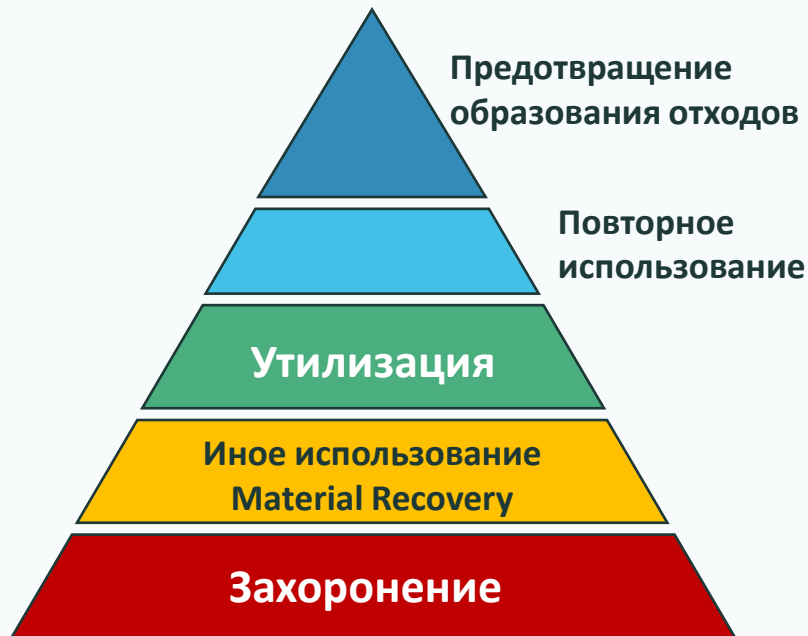 Предотвращение
образования отходов
Повторное
использование
Утилизация
Иное использование
Material Recovery
Захоронение